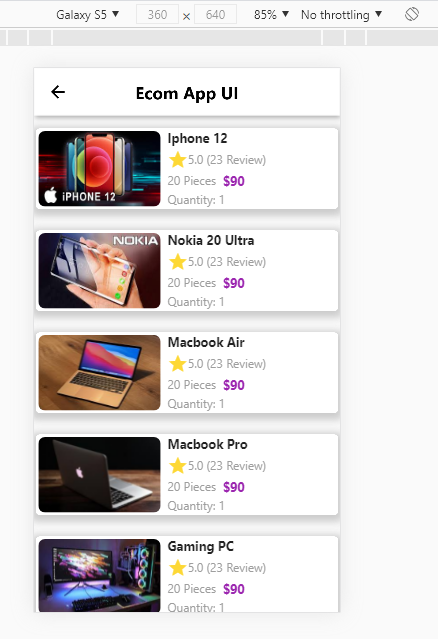 Galaxy S5 ▼ 360 × 640 85% ▼ No throttling ▼
Ecom App UI
Iphone 12
5.0 (23 Review)
20 Pieces $90
Quantity: 1
iPHONE 12
Nokia 20 Ultra
5.0 (23 Review)
20 Pieces $90
Quantity: 1
NOKIA
Macbook Air
5.0 (23 Review)
20 Pieces $90
Quantity: 1
Macbook Pro
5.0 (23 Review)
20 Pieces $90
Quantity: 1
Gaming PC
5.0 (23 Review)
20 Pieces $90
Quantity: 1